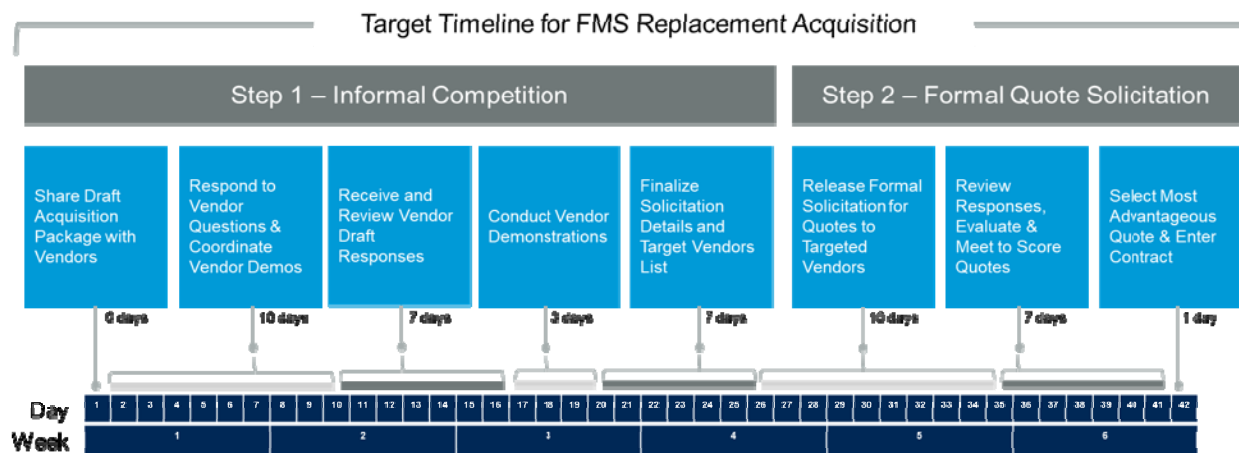 Target Timeline for FMS Replacement Acquisition
Step 1 – Informal Competition
Step 2 – Formal Quote Solicitation
Share Draft
Acquisition
Package with
Vendors
Respond to
Vendor
Questions &
Coordinate
Vendor Demos
Receive and
Review Vendor
Draft
Responses
Conduct Vendor
Demonstrations
Finalize
Solicitation
Details and
Target Vendors
List
Release Formal
Solicitation for
Quotes to
Targeted
Vendors
Review
Responses,
Evaluate &
Meet to Score
Quotes
Select Most
Advantageous
Quote & Enter
Contract
0 days
10 days
7 days
3 days
7 days
10 days
7 days
1 day
Day 1 2 3 4 5 6 7 8 9 10 11 12 13 14 15 16 17 18 19 20 21 22 23 24 25 26 27 28 29 30 31 32 33 34 35 36 37 38 39 40 41 42
Week 1 2 3 4 5 6